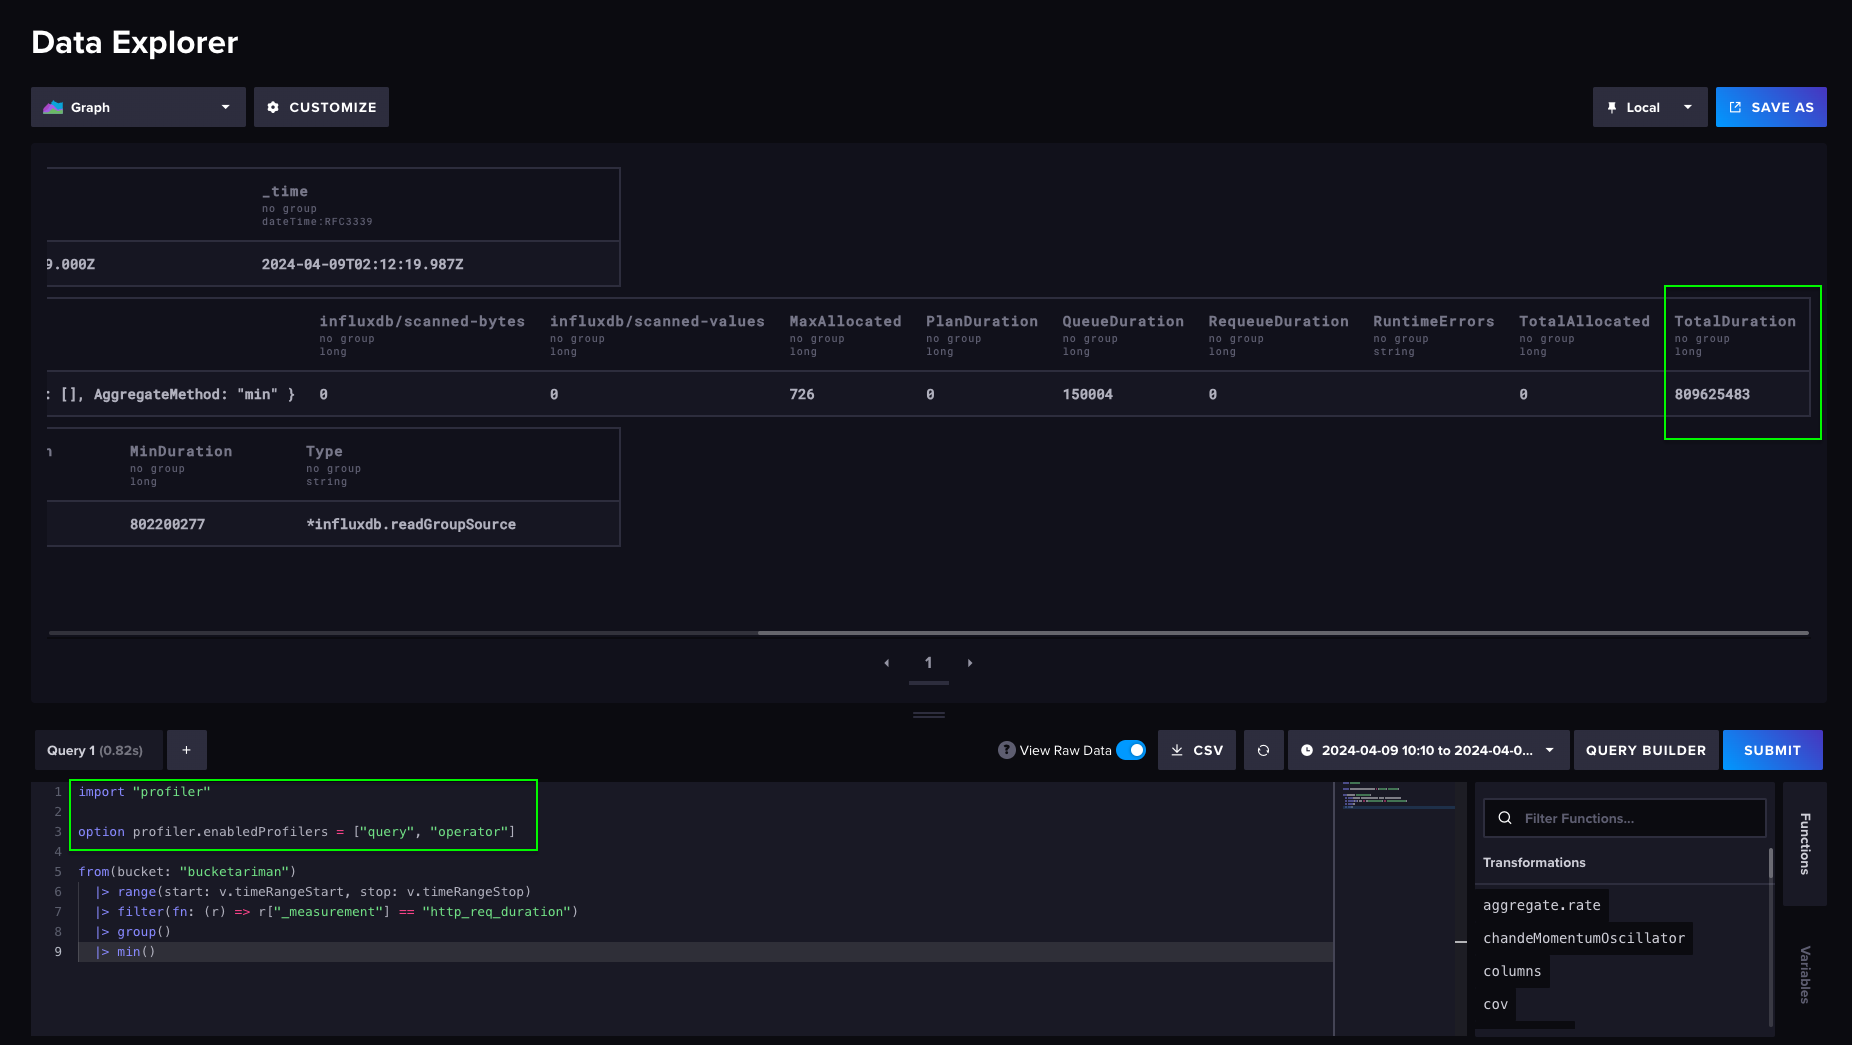 Data Explorer
Graph
CUSTOMIZE
Local
SAVE AS
_time
no group
dateTime:RFC3339
9.000Z 2024-04-09T02:12:19.987Z
influxdb/scanned-bytes influxdb/scanned-values MaxAllocated PlanDuration QueueDuration RequeueDuration RuntimeErrors TotalAllocated TotalDuration
no group no group no group no group no group no group no group no group no group
long long long long long long string long long
: [], AggregateMethod: "min" } 0 0 726 0 150004 0 0 809625483
n MinDuration Type
no group no group
long string
802200277 *influxdb.readGroupSource
1
Query 1 (0.82s) +
? View Raw Data
CSV
2024-04-09 10:10 to 2024-04-0...
QUERY BUILDER
SUBMIT
1 import "profiler"
2
3 option profiler.enabledProfilers = ["query", "operator"]
4
5 from(bucket: "bucketariman")
6 |> range(start: v.timeRangeStart, stop: v.timeRangeStop)
7 |> filter(fn: (r) => r["_measurement"] == "http_req_duration")
8 |> group()
9 |> min()
Filter Functions...
Transformations
aggregate.rate
chandeMomentumOscillator
columns
cov
Functions
Variables